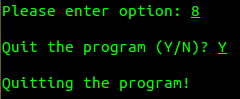 Please enter option: 8
Quit the program (Y/N)? Y
Quitting the program!